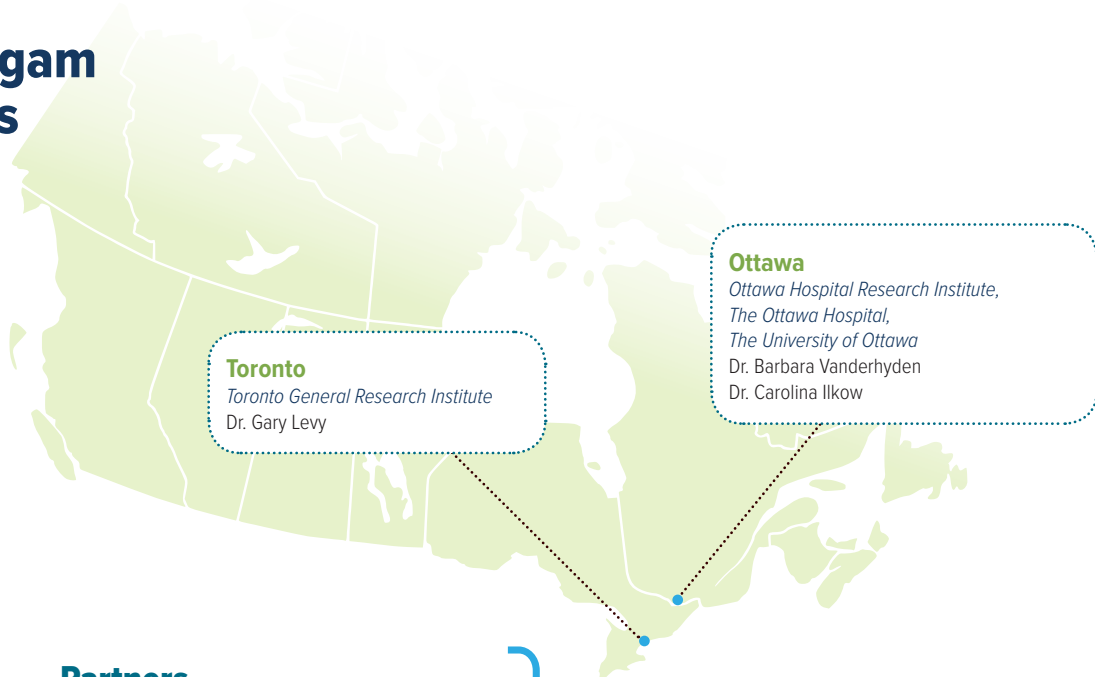 gam
s
Ottawa
Ottawa Hospital Research Institute,
The Ottawa Hospital,
The University of Ottawa
Dr. Barbara Vanderhyden
Dr. Carolina Ilkow
Toronto
Toronto General Research Institute
Dr. Gary Levy
Partners